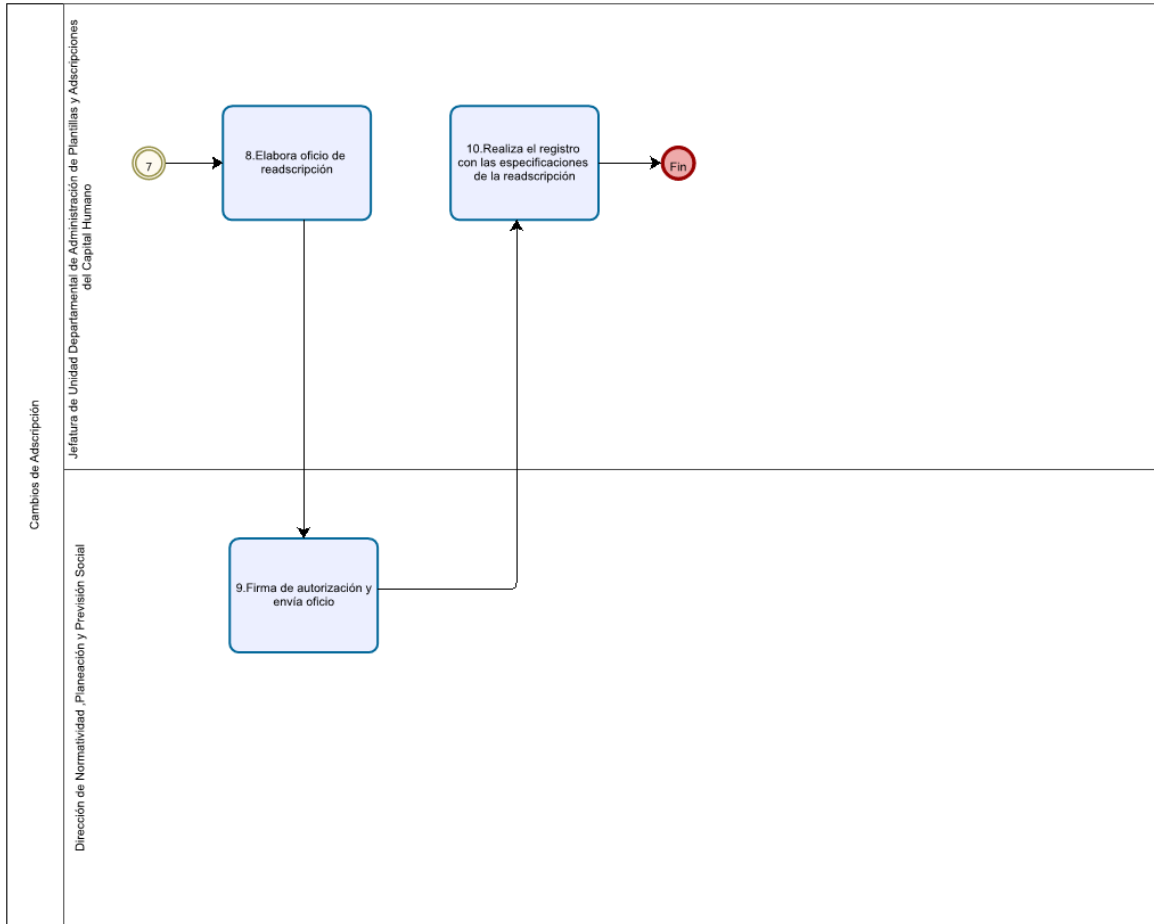 Cambios de Adscripción
Jefatura de Unidad Departamental de Administración de Plantillas y Adscripciones
del Capital Humano
7
8.Elabora oficio de
readscripción
10.Realiza el registro
con las especificaciones
de la readscripción
Fin
Dirección de Normatividad ,Planeación y Previsión Social
9.Firma de autorización y
envía oficio